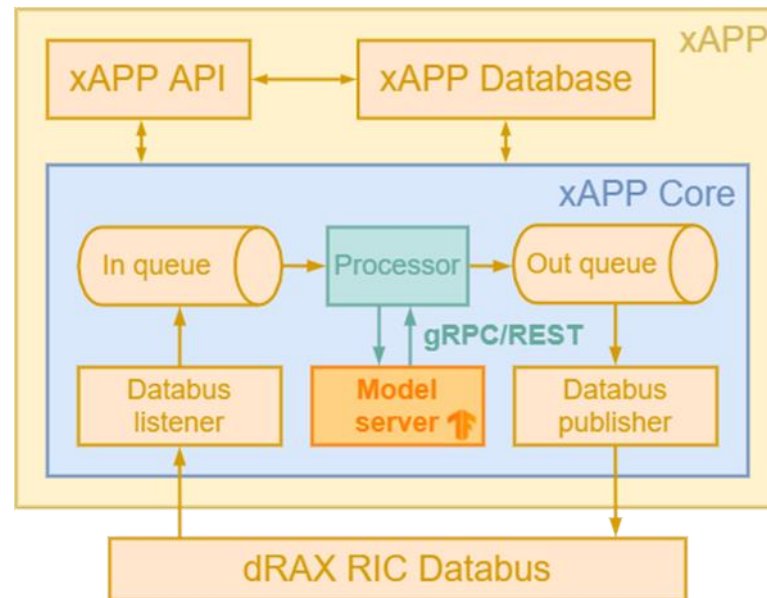 xAPP
xAPP API
xAPP Database
xAPP Core
In queue
Processor
Out queue
gRPC/REST
Databus
listener
Model
server
Databus
publisher
dRAX RIC Databus